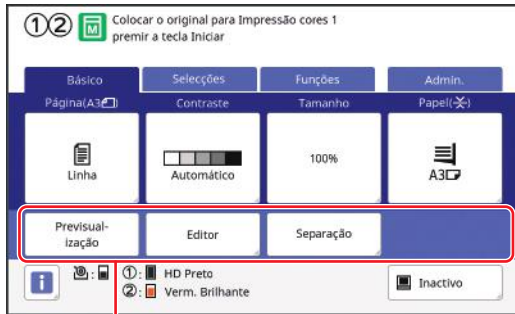 ①② M Colocar o original para Impressão cores 1
premir a tecla Iniciar
Básico Selecções Funções Admin.
Página(A3) Contraste Tamanho Papel()
Linha Automático 100% A3
Previsual-
ização Editor Separação
i : ①: HD Preto
②: Verm. Brilhante
Inactivo